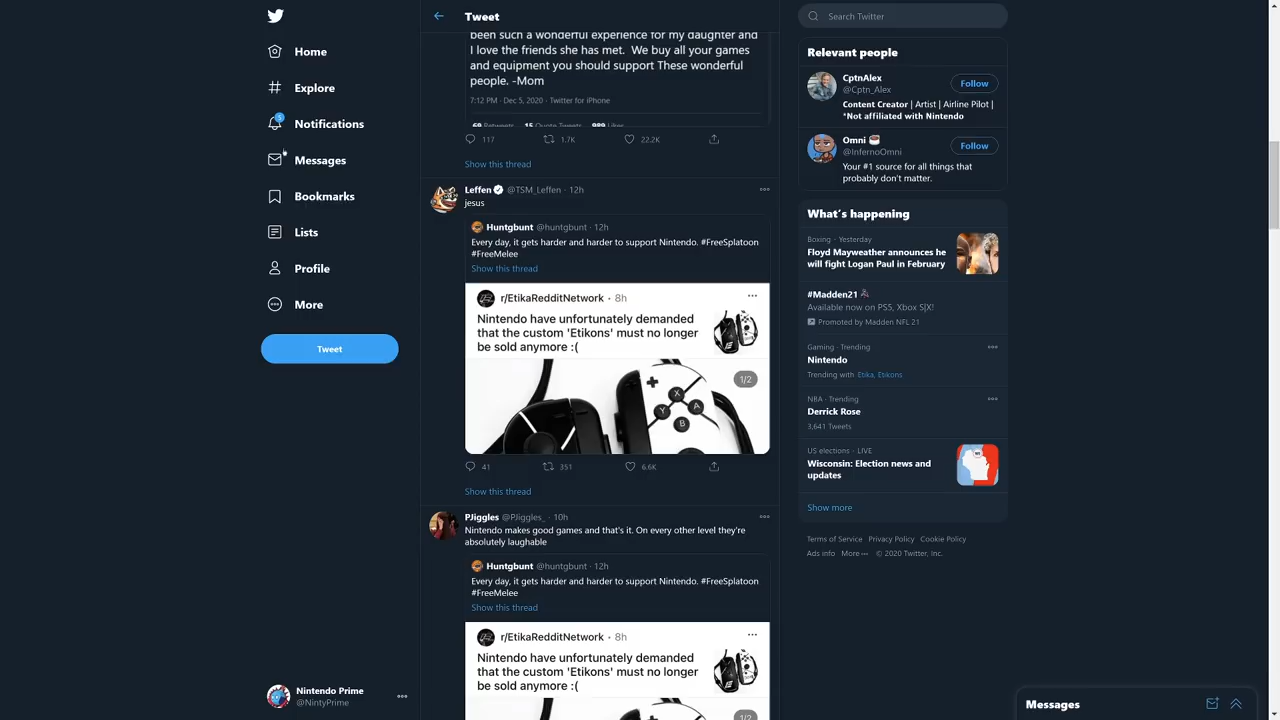 Home
Explore
Notifications
Messages
Bookmarks
Lists
Profile
More
Tweet
Nintendo Prime
@NintyPrime
Tweet
been such a wonderful experience for my daughter and
I love the friends she has met. We buy all your games
and equipment you should support These wonderful
people. -Mom
7:12 PM · Dec 5, 2020 · Twitter for iPhone
69 Retweets 15 Quote Tweets 989 Likes
117 1.7K 22.2K
Show this thread
Leffen @TSM_Leffen · 12h
jesus
Huntgbunt @huntgbunt · 12h
Every day, it gets harder and harder to support Nintendo. #FreeSplatoon
#FreeMelee
Show this thread
r/EtikaRedditNetwork • 8h
Nintendo have unfortunately demanded
that the custom 'Etikons' must no longer
be sold anymore :(
1/2
X
Y A
B
41 351 6.6K
Show this thread
PJiggles @PJiggles_ · 10h
Nintendo makes good games and that's it. On every other level they're
absolutely laughable
Huntgbunt @huntgbunt · 12h
Every day, it gets harder and harder to support Nintendo. #FreeSplatoon
#FreeMelee
Show this thread
r/EtikaRedditNetwork • 8h
Nintendo have unfortunately demanded
that the custom 'Etikons' must no longer
be sold anymore :(
1/2
Search Twitter
Relevant people
CptnAlex
@Cptn_Alex
Follow
Content Creator | Artist | Airline Pilot |
*Not affiliated with Nintendo
Omni
@InfernoOmni
Follow
Your #1 source for all things that
probably don't matter.
What's happening
Boxing · Yesterday
Floyd Mayweather announces he
will fight Logan Paul in February
#Madden21
Available now on PS5, Xbox S|X!
Promoted by Madden NFL 21
Gaming · Trending
Nintendo
Trending with Etika, Etikons
NBA · Trending
Derrick Rose
3,641 Tweets
US elections · LIVE
Wisconsin: Election news and
updates
Show more
Terms of Service Privacy Policy Cookie Policy
Ads info More ··· © 2020 Twitter, Inc.
Messages